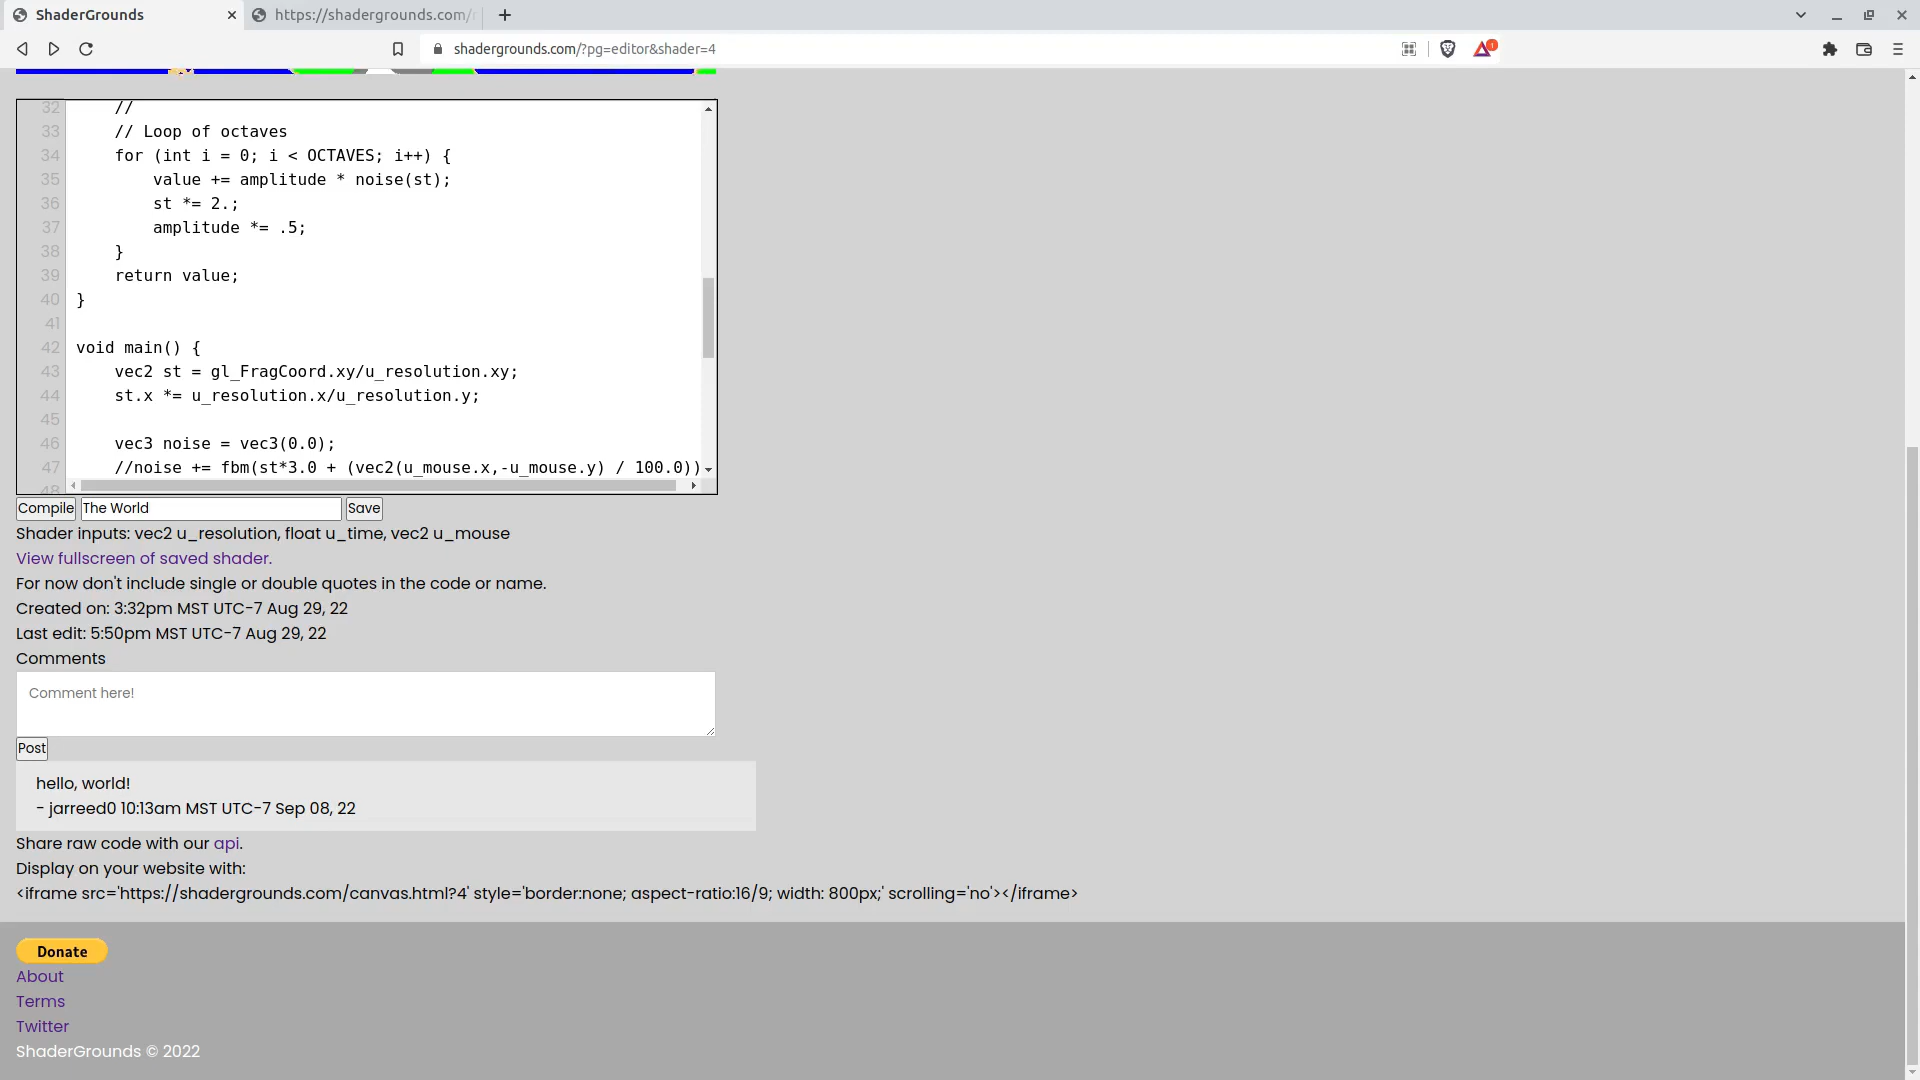 ShaderGrounds
https://shadergrounds.com/
shadergrounds.com/?pg=editor&shader=4
1
32 //
33 // Loop of octaves
34 for (int i = 0; i < OCTAVES; i++) {
35 value += amplitude * noise(st);
36 st *= 2.;
37 amplitude *= .5;
38 }
39 return value;
40 }
41
42 void main() {
43 vec2 st = gl_FragCoord.xy/u_resolution.xy;
44 st.x *= u_resolution.x/u_resolution.y;
45
46 vec3 noise = vec3(0.0);
47 //noise += fbm(st*3.0 + (vec2(u_mouse.x,-u_mouse.y) / 100.0))
48
Compile The World Save
Shader inputs: vec2 u_resolution, float u_time, vec2 u_mouse
View fullscreen of saved shader.
For now don't include single or double quotes in the code or name.
Created on: 3:32pm MST UTC-7 Aug 29, 22
Last edit: 5:50pm MST UTC-7 Aug 29, 22
Comments
Comment here!
Post
hello, world!
- jarreed0 10:13am MST UTC-7 Sep 08, 22
Share raw code with our api.
Display on your website with:
<iframe src='https://shadergrounds.com/canvas.html?4' style='border:none; aspect-ratio:16/9; width: 800px;' scrolling='no'></iframe>
Donate
About
Terms
Twitter
ShaderGrounds © 2022